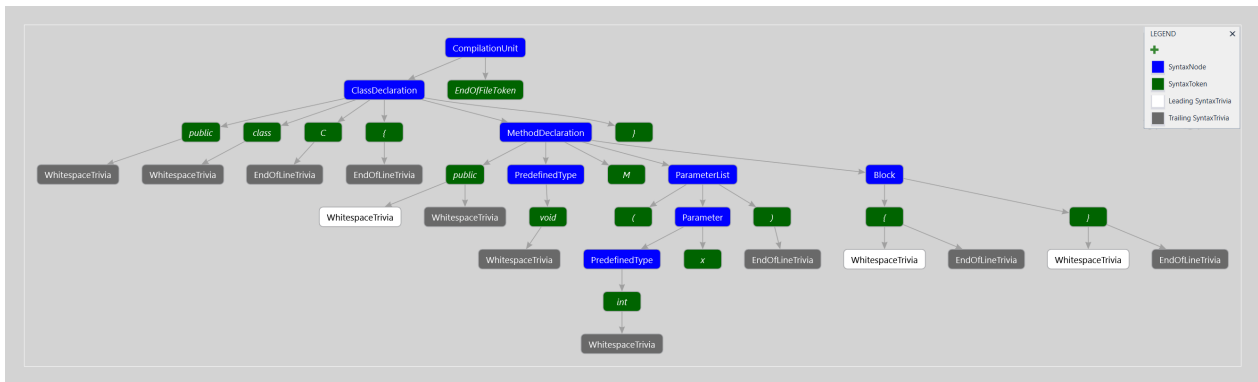 CompilationUnit
LEGEND ✕
+
SyntaxNode
SyntaxToken
Leading SyntaxTrivia
Trailing SyntaxTrivia
ClassDeclaration EndOfFileToken
public class C { MethodDeclaration }
WhitespaceTrivia WhitespaceTrivia EndOfLineTrivia EndOfLineTrivia public PredefinedType M ParameterList Block
WhitespaceTrivia WhitespaceTrivia void ( Parameter ) { }
WhitespaceTrivia PredefinedType x EndOfLineTrivia WhitespaceTrivia EndOfLineTrivia WhitespaceTrivia EndOfLineTrivia
int
WhitespaceTrivia